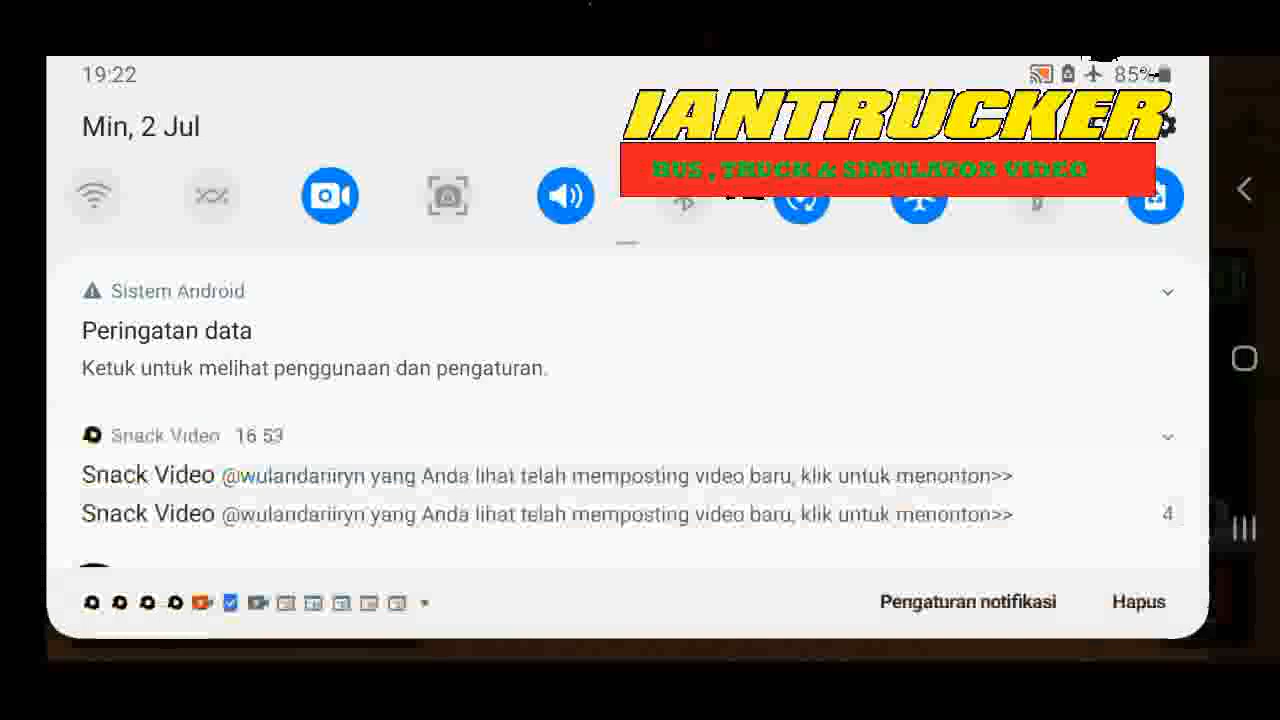 19:22
85%
IANTRUCKER
Min, 2 Jul
BUS , TRUCK & SIMULATOR VIDEO
Sistem Android
Peringatan data
Ketuk untuk melihat penggunaan dan pengaturan.
Snack Video 16 53
Snack Video @wulandariiryn yang Anda lihat telah memposting video baru, klik untuk menonton>>
Snack Video @wulandariiryn yang Anda lihat telah memposting video baru, klik untuk menonton>>
4
Pengaturan notifikasi
Hapus